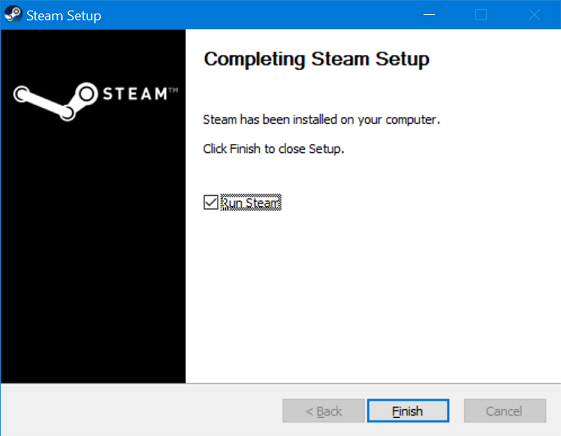 Steam Setup
Completing Steam Setup
STEAM™
Steam has been installed on your computer.
Click Finish to close Setup.
Run Steam
< Back
Finish
Cancel